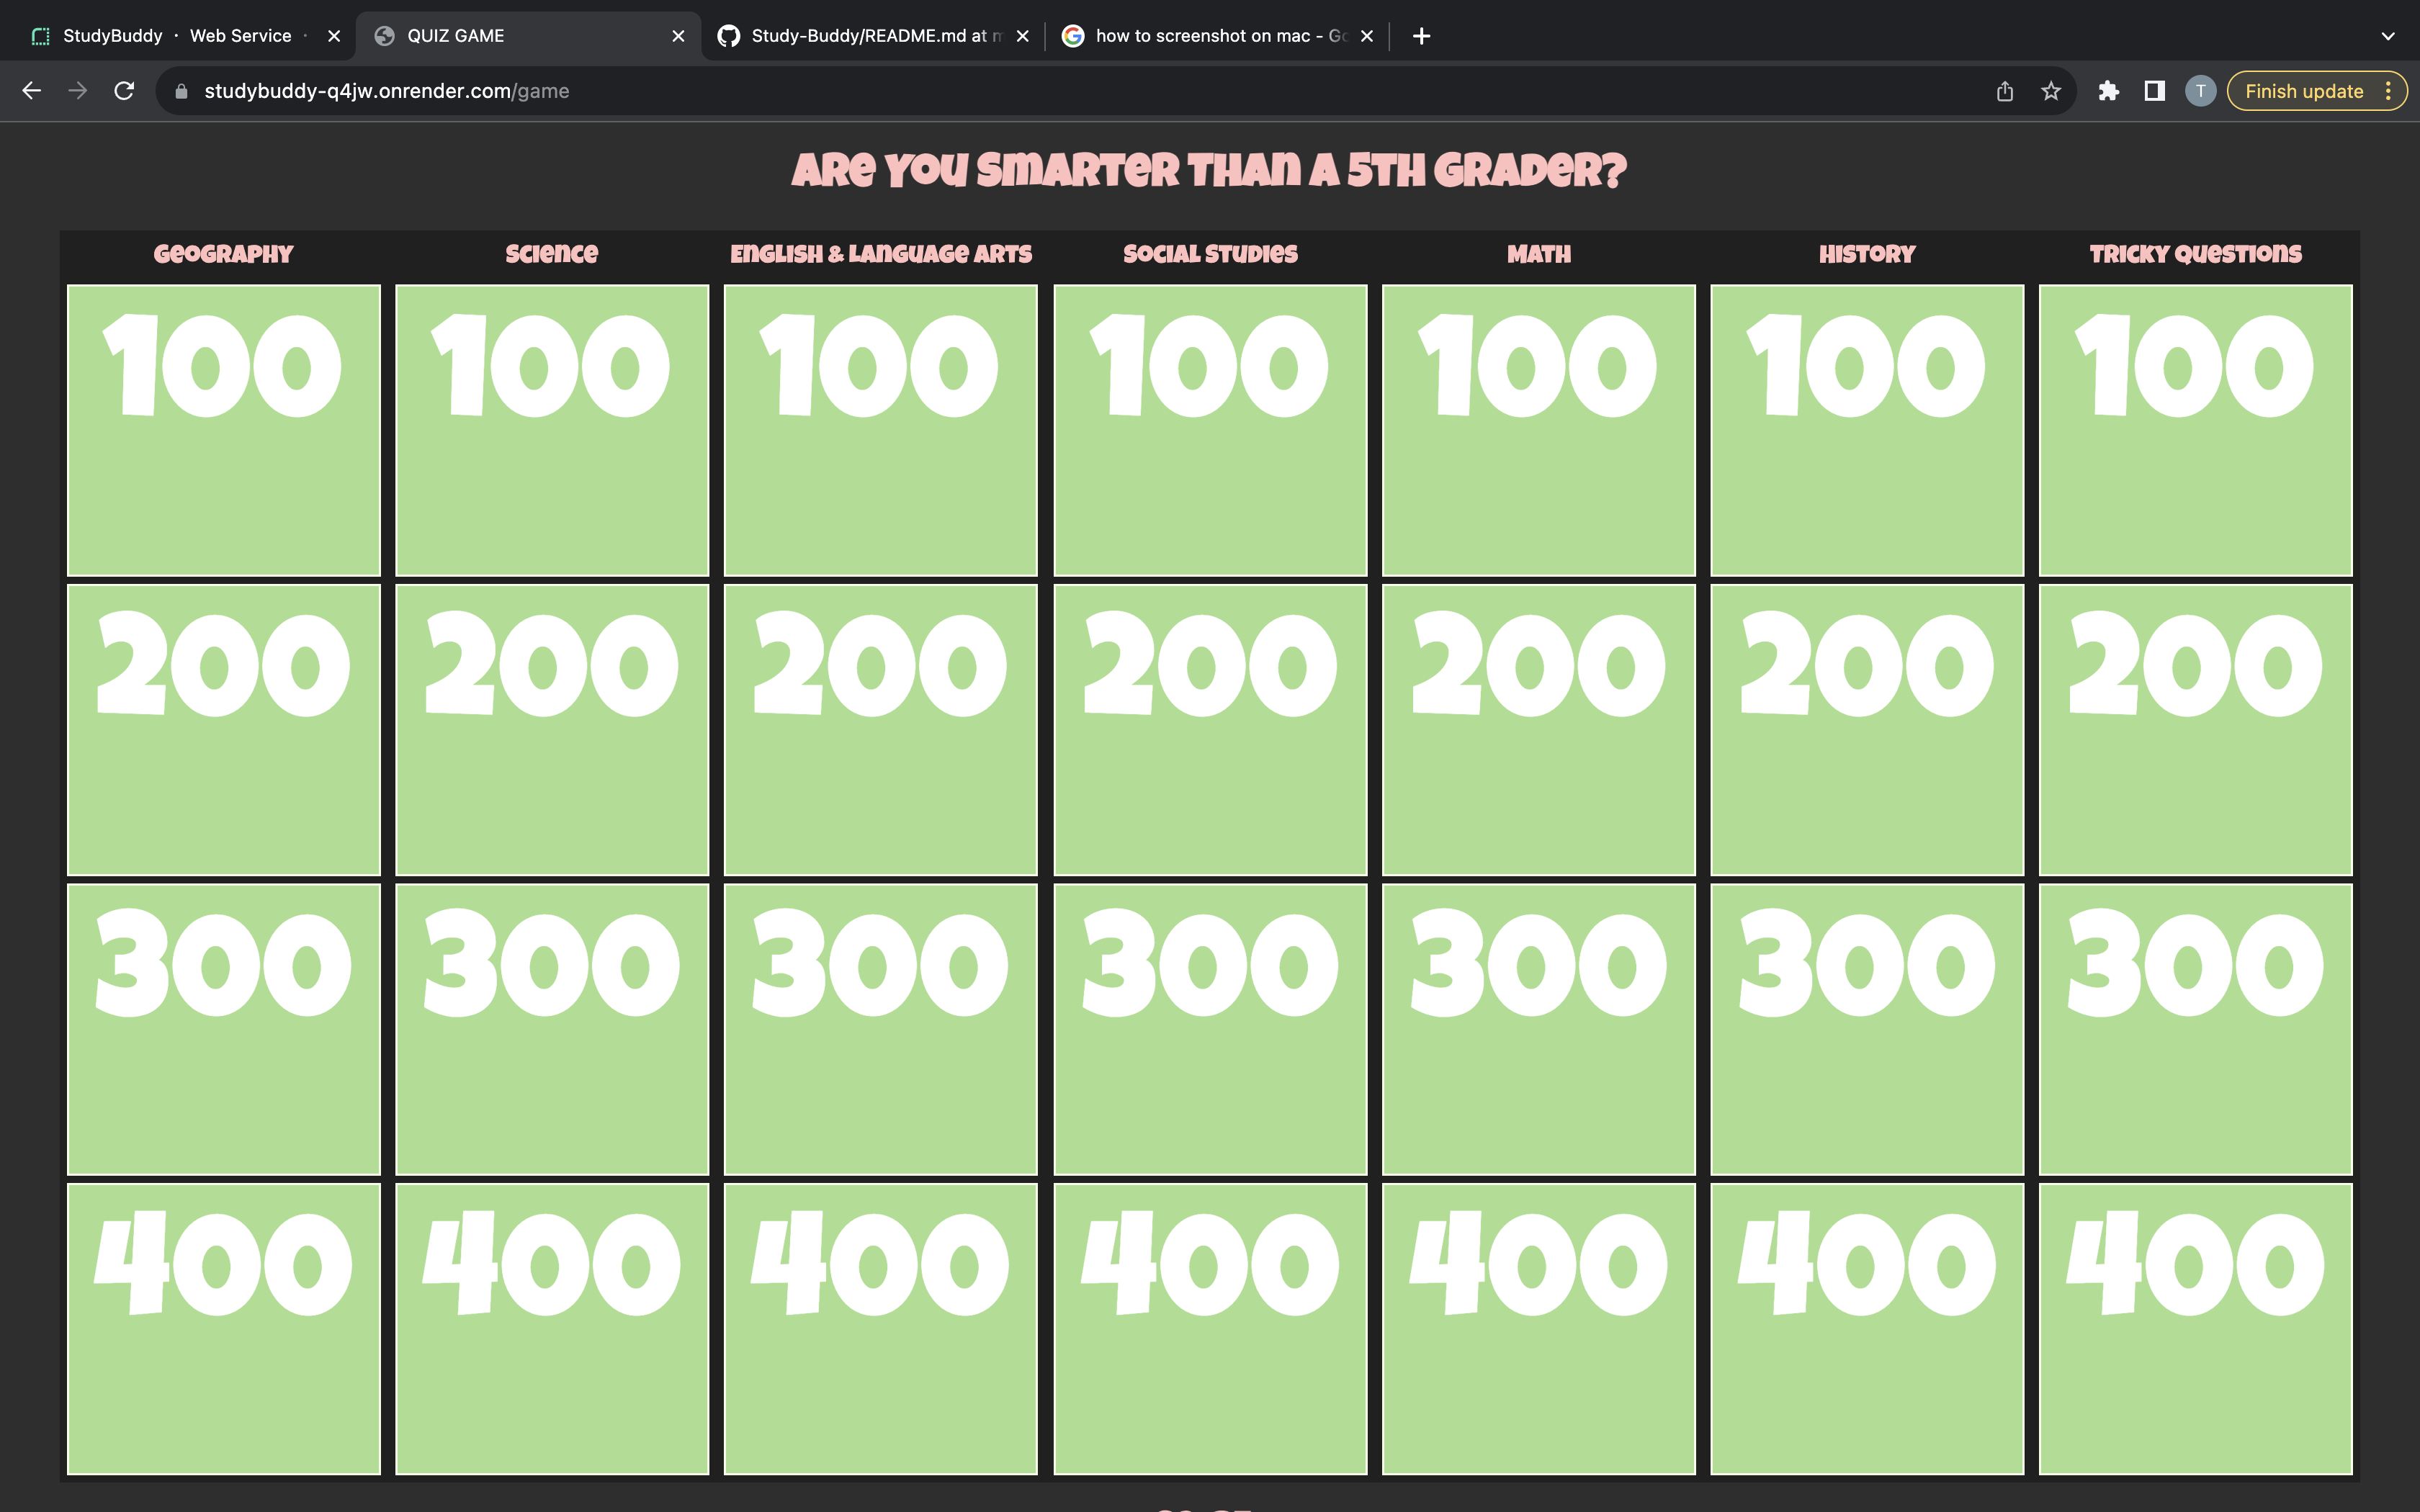 StudyBuddy · Web Service ·
QUIZ GAME
Study-Buddy/README.md at m
how to screenshot on mac - Go
studybuddy-q4jw.onrender.com/game
T
Finish update
ARE YOU SMARTER THAN A 5TH GRADER?
GEOGRAPHY SCIENCE ENGLISH & LANGUAGE ARTS SOCIAL STUDIES MATH HISTORY TRICKY QUESTIONS
100 100 100 100 100 100 100
200 200 200 200 200 200 200
300 300 300 300 300 300 300
400 400 400 400 400 400 400